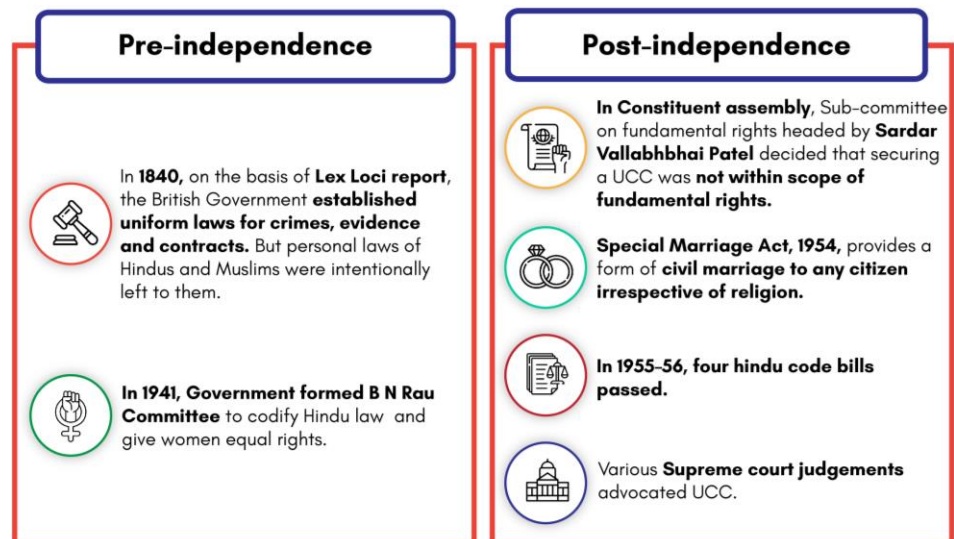 Pre-independence
In 1840, on the basis of Lex Loci report,
the British Government established
uniform laws for crimes, evidence
and contracts. But personal laws of
Hindus and Muslims were intentionally
left to them.
In 1941, Government formed B N Rau
Committee to codify Hindu law and
give women equal rights.
Post-independence
In Constituent assembly, Sub-committee
on fundamental rights headed by Sardar
Vallabhbhai Patel decided that securing
a UCC was not within scope of
fundamental rights.
Special Marriage Act, 1954, provides a
form of civil marriage to any citizen
irrespective of religion.
In 1955-56, four hindu code bills
passed.
Various Supreme court judgements
advocated UCC.